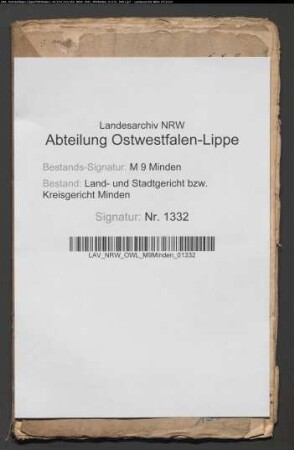 Landesarchiv NRW
Abteilung Ostwestfalen-Lippe
Bestands-Signatur: M 9 Minden
Bestand: Land- und Stadtgericht bzw.
Kreisgericht Minden
Signatur: Nr. 1332
LAV_NRW_OWL_M9Minden_01332